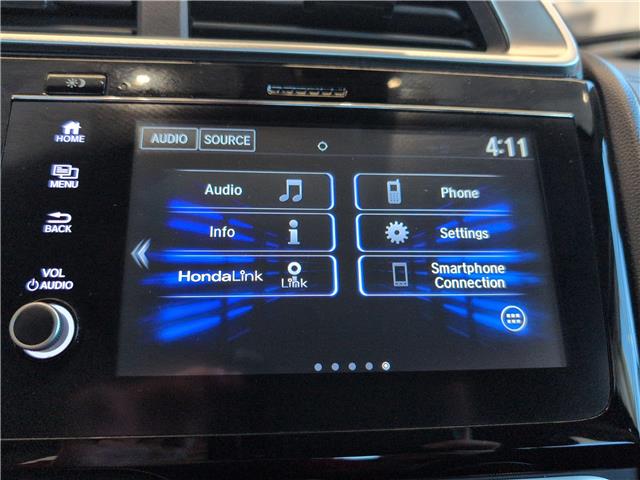 AUDIO SOURCE 4:11
HOME
MENU
BACK
VOL
AUDIO
Audio Phone
Info Settings
HondaLink Link Smartphone
Connection